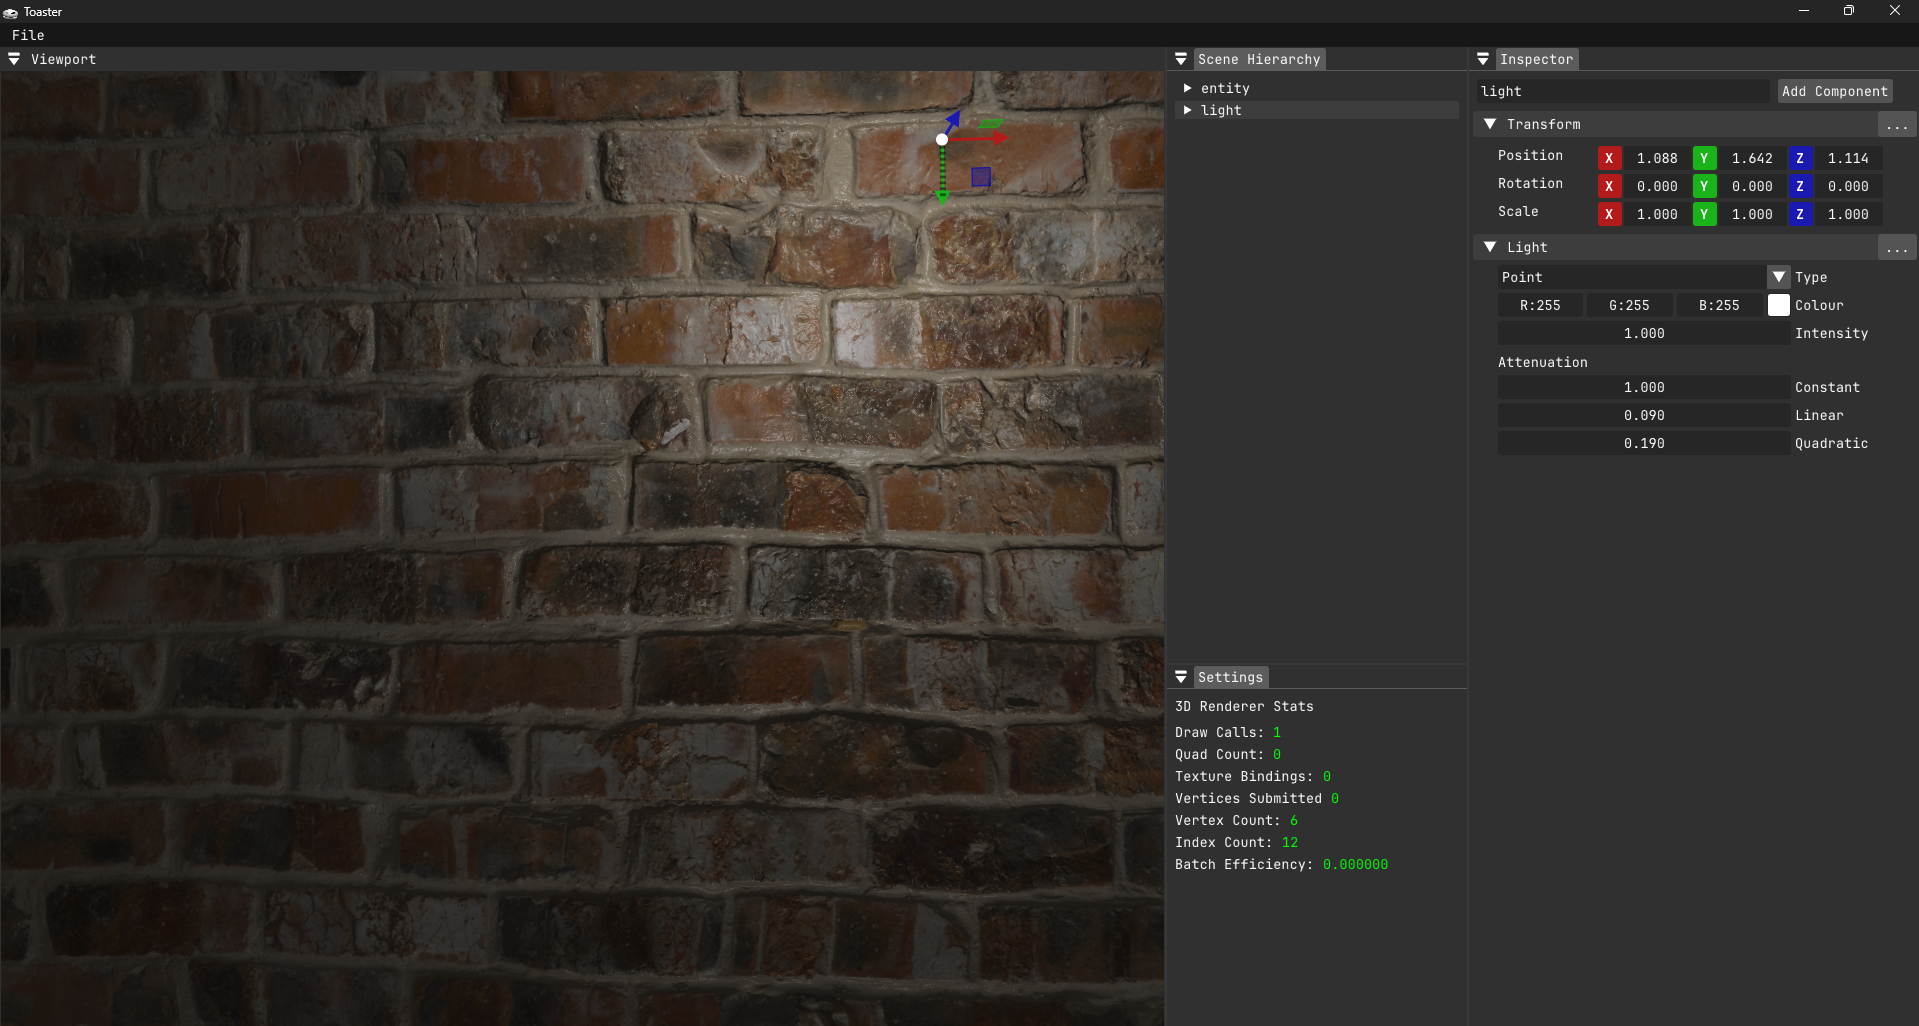 Toaster
File
Viewport
Scene Hierarchy
entity
light
Settings
3D Renderer Stats
Draw Calls: 1
Quad Count: 0
Texture Bindings: 0
Vertices Submitted 0
Vertex Count: 6
Index Count: 12
Batch Efficiency: 0.000000
Inspector
light Add Component
Transform ...
Position X 1.088 Y 1.642 Z 1.114
Rotation X 0.000 Y 0.000 Z 0.000
Scale X 1.000 Y 1.000 Z 1.000
Light ...
Point Type
R:255 G:255 B:255 Colour
1.000 Intensity
Attenuation
1.000 Constant
0.090 Linear
0.190 Quadratic